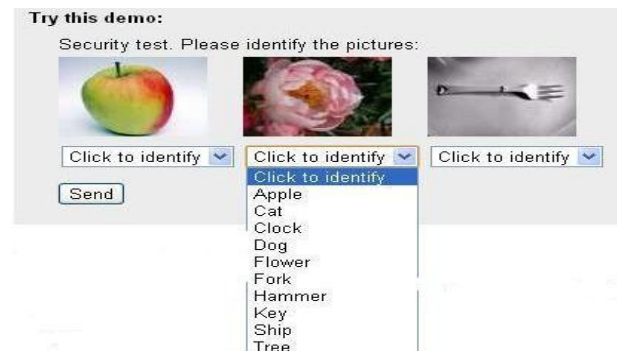 Try this demo:
Security test. Please identify the pictures:
Click to identify Click to identify Click to identify
Click to identify
Send
Apple
Cat
Clock
Dog
Flower
Fork
Hammer
Key
Ship
Tree